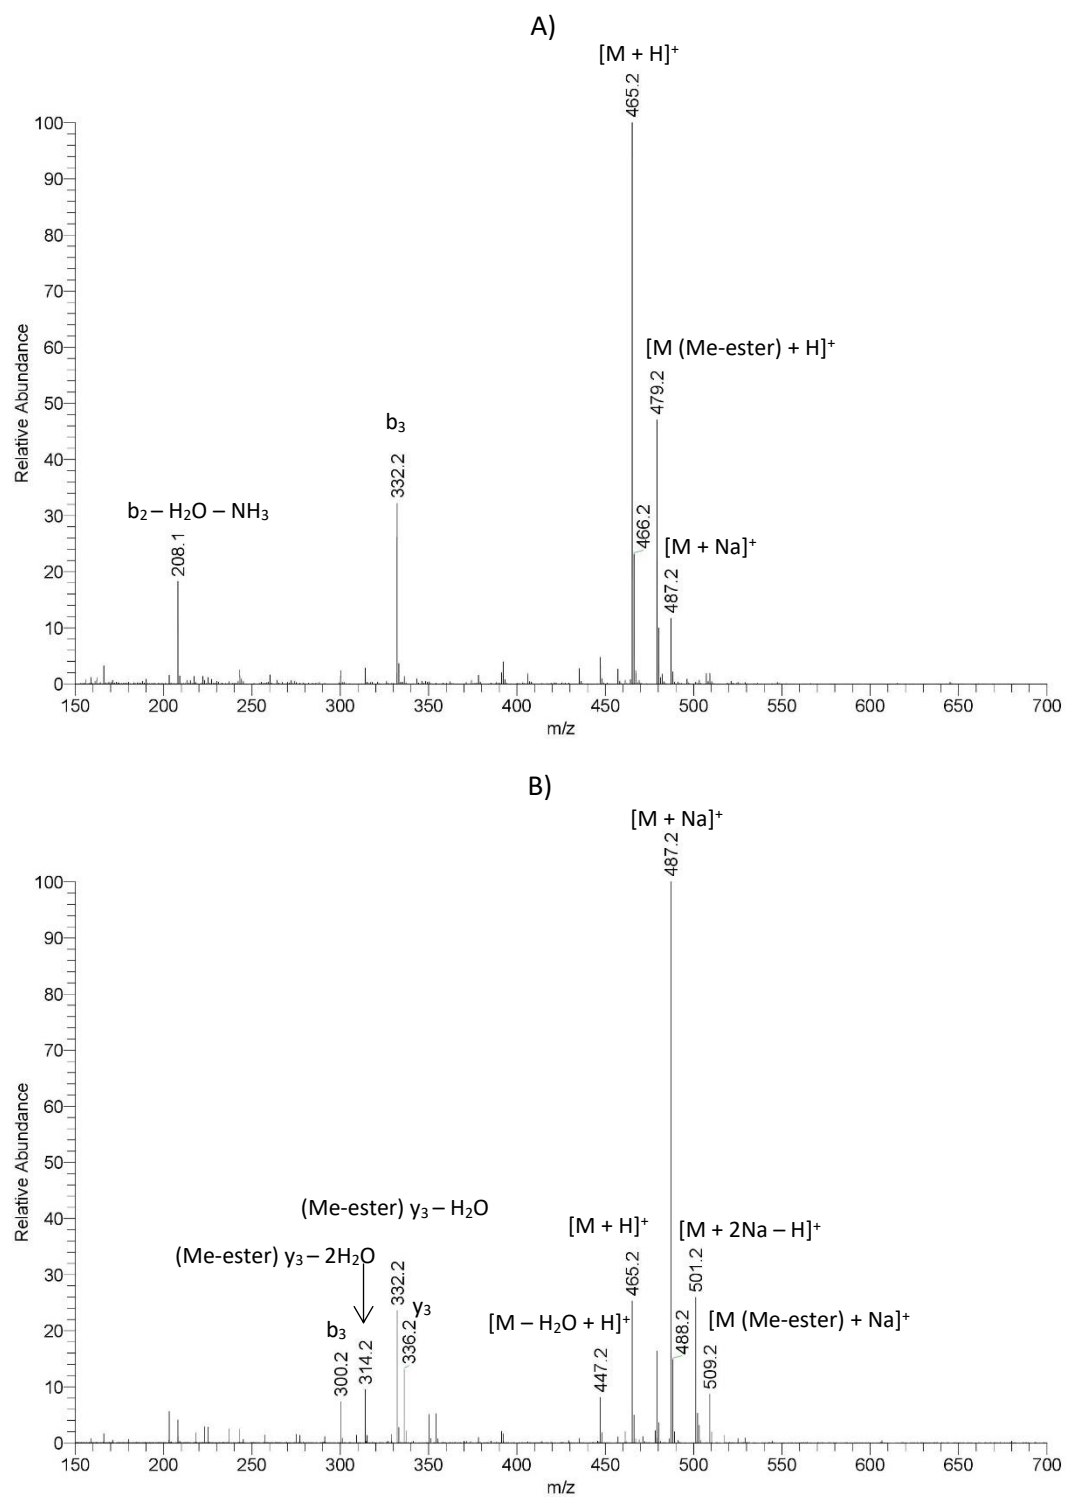 A)
[M + H]⁺
465.2
[M (Me-ester) + H]⁺
479.2
b₃
332.2
b₂ – H₂O – NH₃
208.1
466.2
[M + Na]⁺
487.2
Relative Abundance
100
90
80
70
60
50
40
30
20
10
0
150 200 250 300 350 400 450 500 550 600 650 700
m/z
B)
[M + Na]⁺
487.2
(Me-ester) y₃ – H₂O
(Me-ester) y₃ – 2H₂O
332.2
y₃
336.2
b₃
300.2
314.2
[M + H]⁺
465.2
[M + 2Na – H]⁺
501.2
[M – H₂O + H]⁺
447.2
488.2
[M (Me-ester) + Na]⁺
509.2
Relative Abundance
100
90
80
70
60
50
40
30
20
10
0
150 200 250 300 350 400 450 500 550 600 650 700
m/z